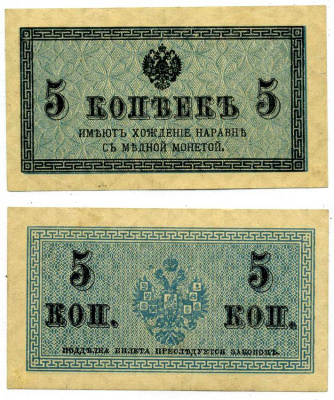 5 КОПѢЕКЪ 5
ИМѢЮТЪ ХОЖДЕНІЕ НАРАВНѢ
СЪ МѢДНОЙ МОНЕТОЙ.
5 5
КОП. КОП.
ПОДДѢЛКА БИЛЕТА ПРЕСЛѢДУЕТСЯ ЗАКОНОМЪ.